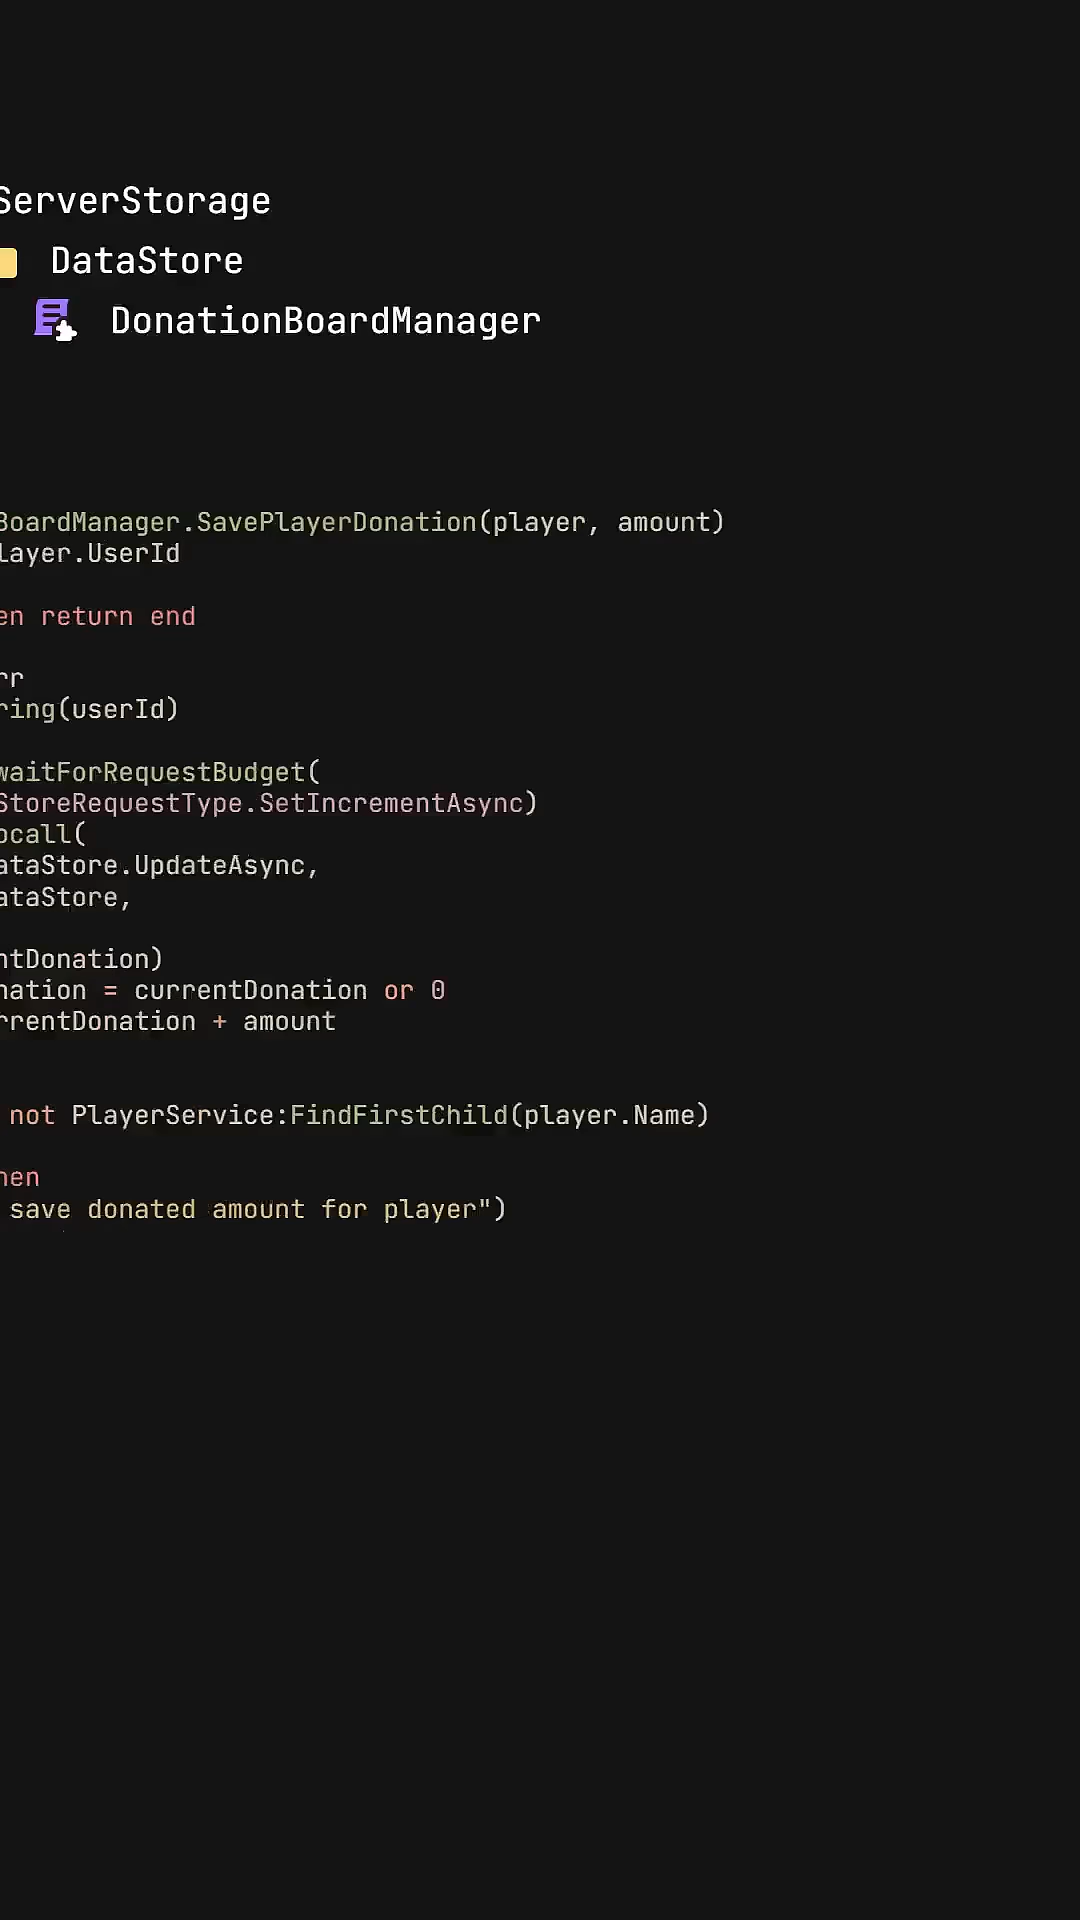 ServerStorage
DataStore
DonationBoardManager
BoardManager.SavePlayerDonation(player, amount)
layer.UserId
en return end
rr
ring(userId)
waitForRequestBudget(
StoreRequestType.SetIncrementAsync)
ocall(
ataStore.UpdateAsync,
ataStore,
ntDonation)
nation = currentDonation or 0
rrentDonation + amount
not PlayerService:FindFirstChild(player.Name)
hen
save donated amount for player")